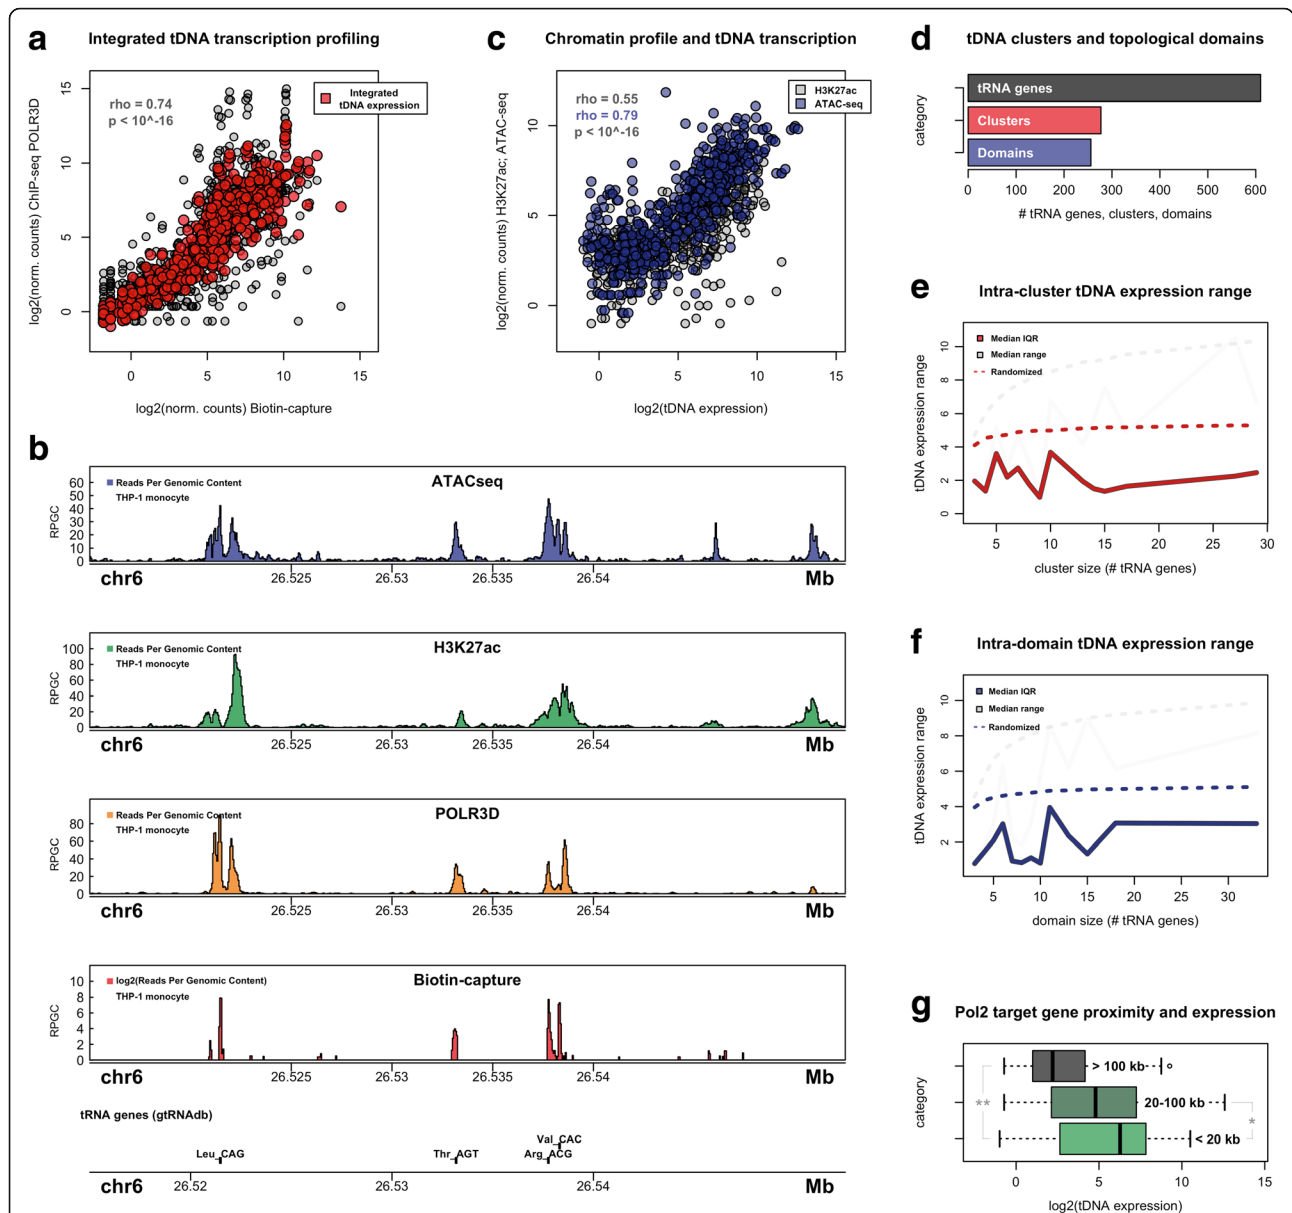 a
Integrated tDNA transcription profiling
log2(norm. counts) ChIP-seq POLR3D
15
10
5
0
rho = 0.74
p < 10^-16
Integrated
tDNA expression
0
5
10
15
log2(norm. counts) Biotin-capture
c
Chromatin profile and tDNA transcription
log2(norm. counts) H3K27ac; ATAC-seq
10
5
0
rho = 0.55
rho = 0.79
p < 10^-16
H3K27ac
ATAC-seq
0
5
10
15
log2(tDNA expression)
d
tDNA clusters and topological domains
category
tRNA genes
Clusters
Domains
0
100
200
300
400
500
600
# tRNA genes, clusters, domains
e
Intra-cluster tDNA expression range
tDNA expression range
10
8
6
4
2
0
Median IQR
Median range
Randomized
5
10
15
20
25
30
cluster size (# tRNA genes)
b
ATACseq
Reads Per Genomic Content
THP-1 monocyte
RPGC
60
50
40
30
20
10
0
chr6
26.525
26.53
26.535
26.54
Mb
H3K27ac
Reads Per Genomic Content
THP-1 monocyte
RPGC
100
80
60
40
20
0
chr6
26.525
26.53
26.535
26.54
Mb
POLR3D
Reads Per Genomic Content
THP-1 monocyte
RPGC
80
60
40
20
0
chr6
26.525
26.53
26.535
26.54
Mb
Biotin-capture
log2(Reads Per Genomic Content)
THP-1 monocyte
RPGC
10
8
6
4
2
0
chr6
26.525
26.53
26.535
26.54
Mb
tRNA genes (gtRNAdb)
Leu_CAG
Thr_AGT
Val_CAC
Arg_ACG
chr6
26.52
26.53
26.54
Mb
f
Intra-domain tDNA expression range
tDNA expression range
10
8
6
4
2
Median IQR
Median range
Randomized
5
10
15
20
25
30
domain size (# tRNA genes)
g
Pol2 target gene proximity and expression
category
> 100 kb
20-100 kb
< 20 kb
**
*
0
5
10
15
log2(tDNA expression)